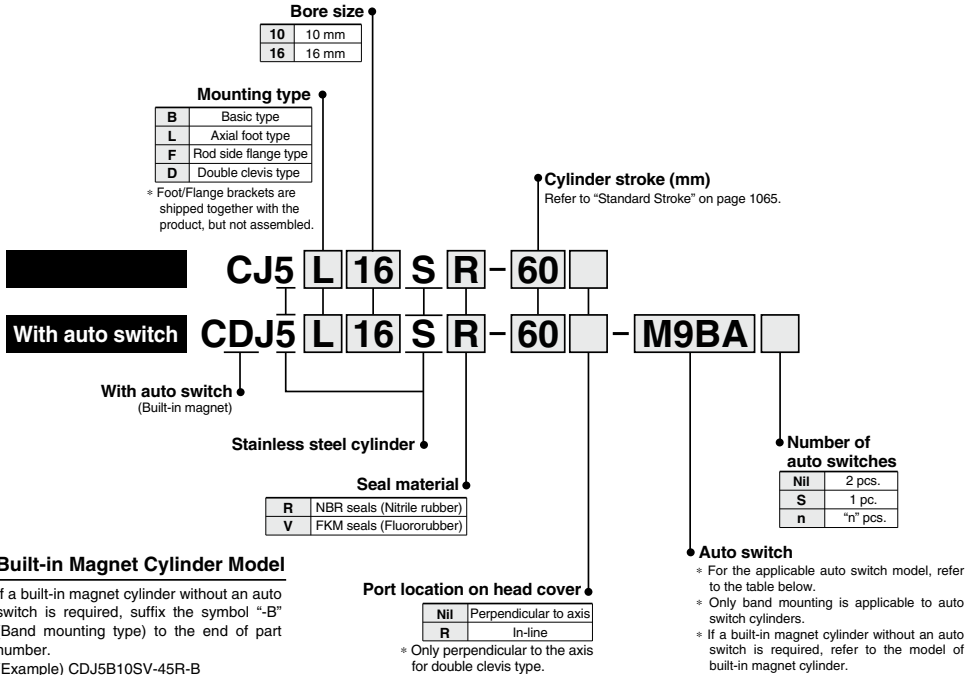 Bore size
10 10 mm
16 16 mm
Mounting type
B Basic type
L Axial foot type
F Rod side flange type
D Double clevis type
* Foot/Flange brackets are
shipped together with the
product, but not assembled.
Cylinder stroke (mm)
Refer to “Standard Stroke” on page 1065.
CJ5 L 16 S R - 60
With auto switch CDJ5 L 16 S R - 60 - M9BA
With auto switch
(Built-in magnet)
Stainless steel cylinder
Seal material
R NBR seals (Nitrile rubber)
V FKM seals (Fluororubber)
Number of
auto switches
Nil 2 pcs.
S 1 pc.
n “n” pcs.
Built-in Magnet Cylinder Model
If a built-in magnet cylinder without an auto
switch is required, suffix the symbol “-B”
(Band mounting type) to the end of part
number.
(Example) CDJ5B10SV-45R-B
Port location on head cover
Nil Perpendicular to axis
R In-line
* Only perpendicular to the axis
for double clevis type.
Auto switch
* For the applicable auto switch model, refer
to the table below.
* Only band mounting is applicable to auto
switch cylinders.
* If a built-in magnet cylinder without an auto
switch is required, refer to the model of
built-in magnet cylinder.